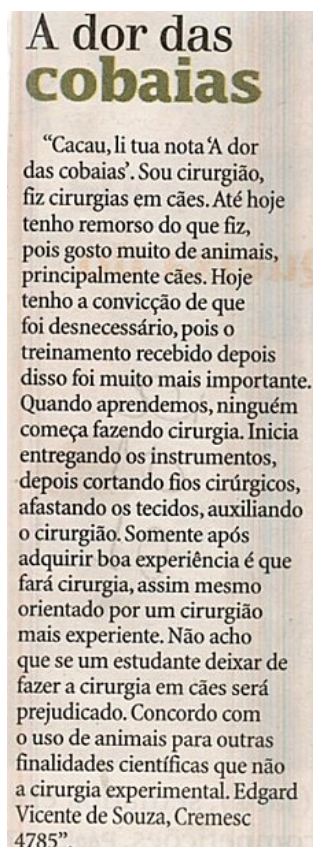 A dor das
cobaias
“Cacau, li tua nota ‘A dor
das cobaias’. Sou cirurgião,
fiz cirurgias em cães. Até hoje
tenho remorso do que fiz,
pois gosto muito de animais,
principalmente cães. Hoje
tenho a convicção de que
foi desnecessário, pois o
treinamento recebido depois
disso foi muito mais importante.
Quando aprendemos, ninguém
começa fazendo cirurgia. Inicia
entregando os instrumentos,
depois cortando fios cirúrgicos,
afastando os tecidos, auxiliando
o cirurgião. Somente após
adquirir boa experiência é que
fará cirurgia, assim mesmo
orientado por um cirurgião
mais experiente. Não acho
que se um estudante deixar de
fazer a cirurgia em cães será
prejudicado. Concordo com
o uso de animais para outras
finalidades científicas que não
a cirurgia experimental. Edgard
Vicente de Souza, Cremesc
4785”.